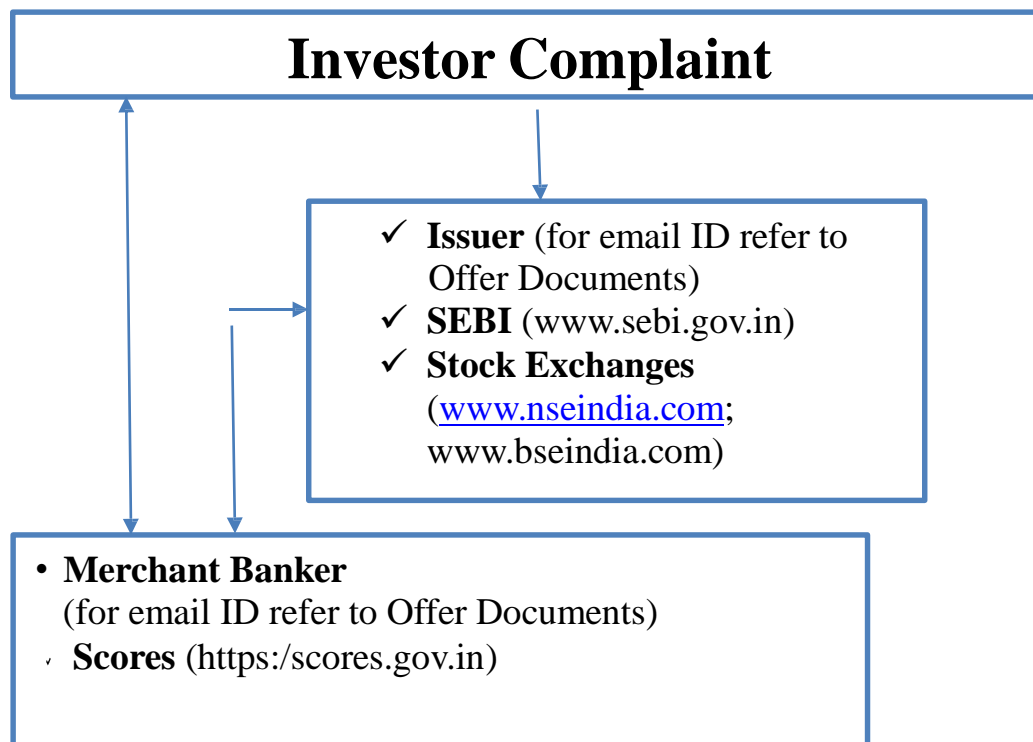 Investor Complaint
✓ Issuer (for email ID refer to
Offer Documents)
✓ SEBI (www.sebi.gov.in)
✓ Stock Exchanges
(www.nseindia.com;
www.bseindia.com)
• Merchant Banker
(for email ID refer to Offer Documents)
✓ Scores (https:/scores.gov.in)